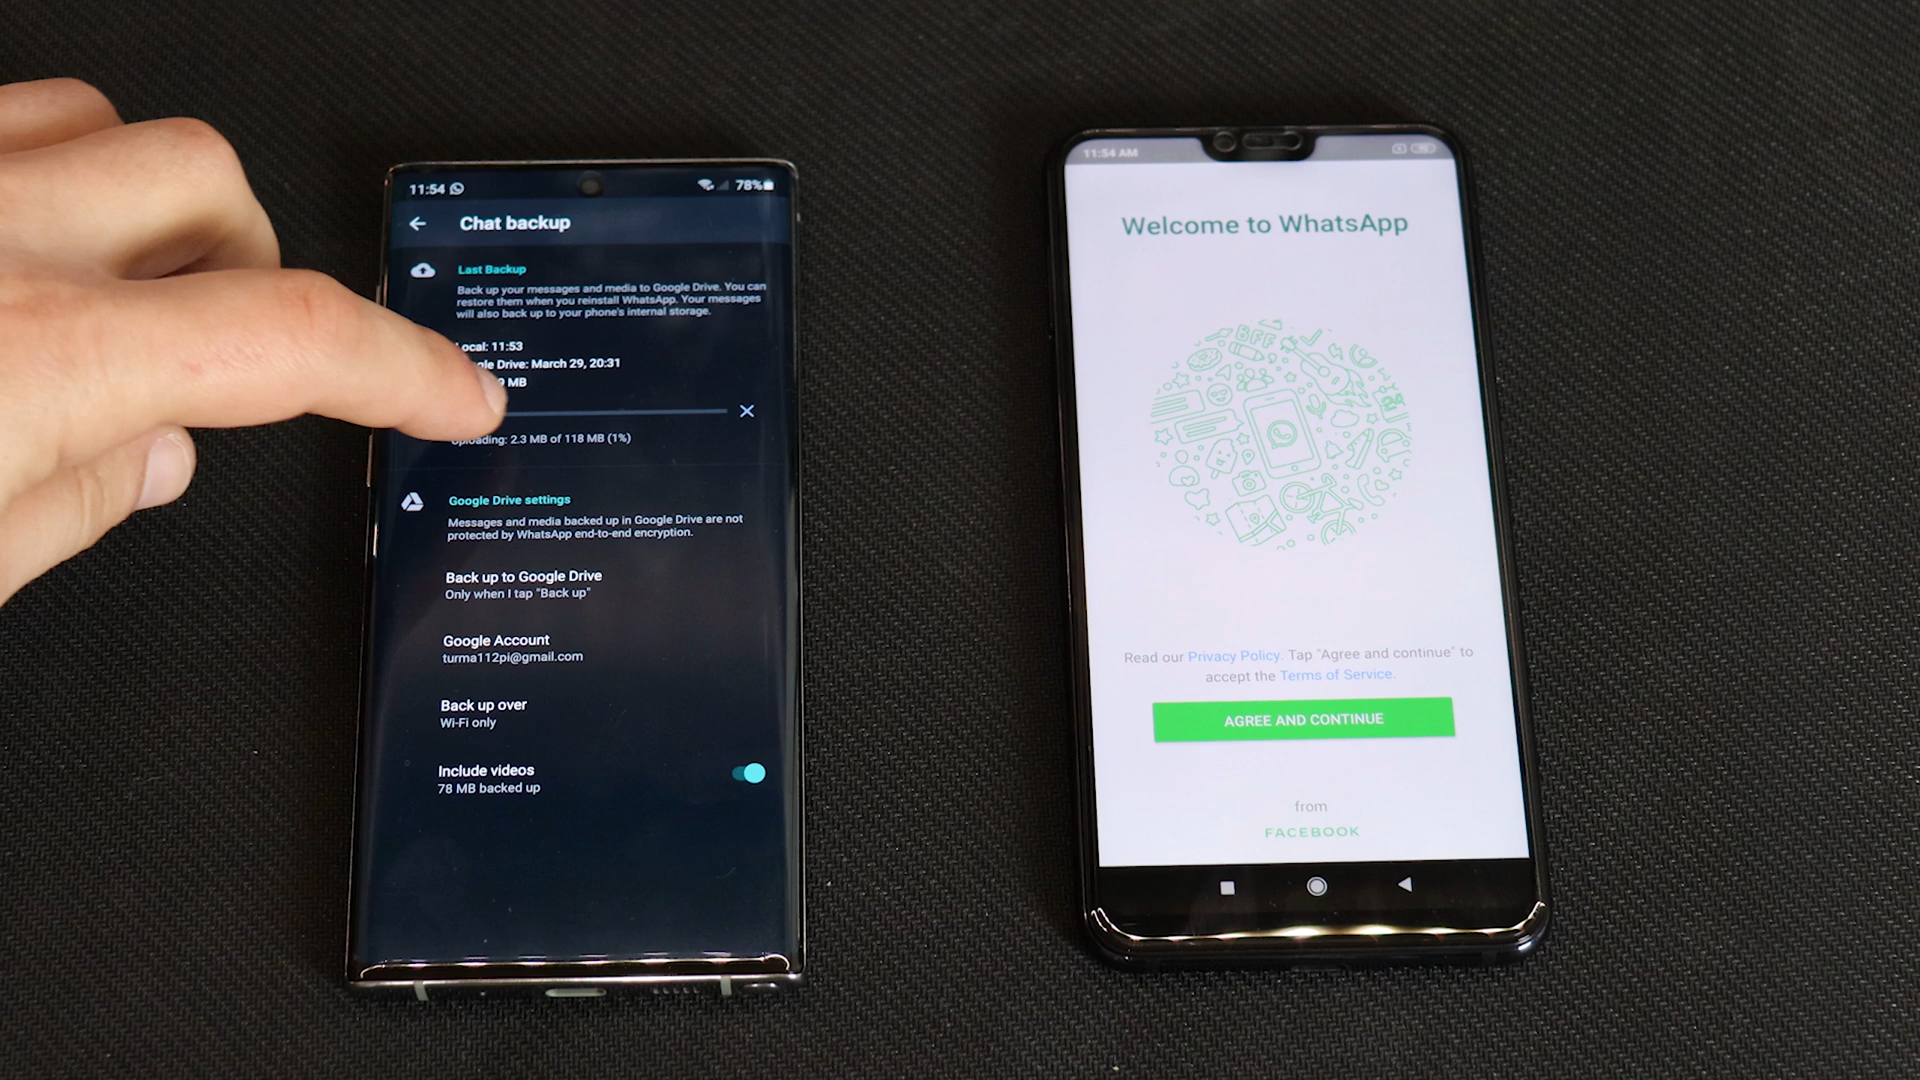 11:54
78%
Chat backup
Last Backup
Back up your messages and media to Google Drive. You can
restore them when you reinstall WhatsApp. Your messages
will also back up to your phone's internal storage.
ocal: 11:53
gle Drive: March 29, 20:31
9 MB
Uploading: 2.3 MB of 118 MB (1%)
Google Drive settings
Messages and media backed up in Google Drive are not
protected by WhatsApp end-to-end encryption.
Back up to Google Drive
Only when I tap "Back up"
Google Account
turma112pi@gmail.com
Back up over
Wi-Fi only
Include videos
78 MB backed up
11:54 AM
Welcome to WhatsApp
BFF
24
Read our Privacy Policy. Tap "Agree and continue" to
accept the Terms of Service.
AGREE AND CONTINUE
from
FACEBOOK